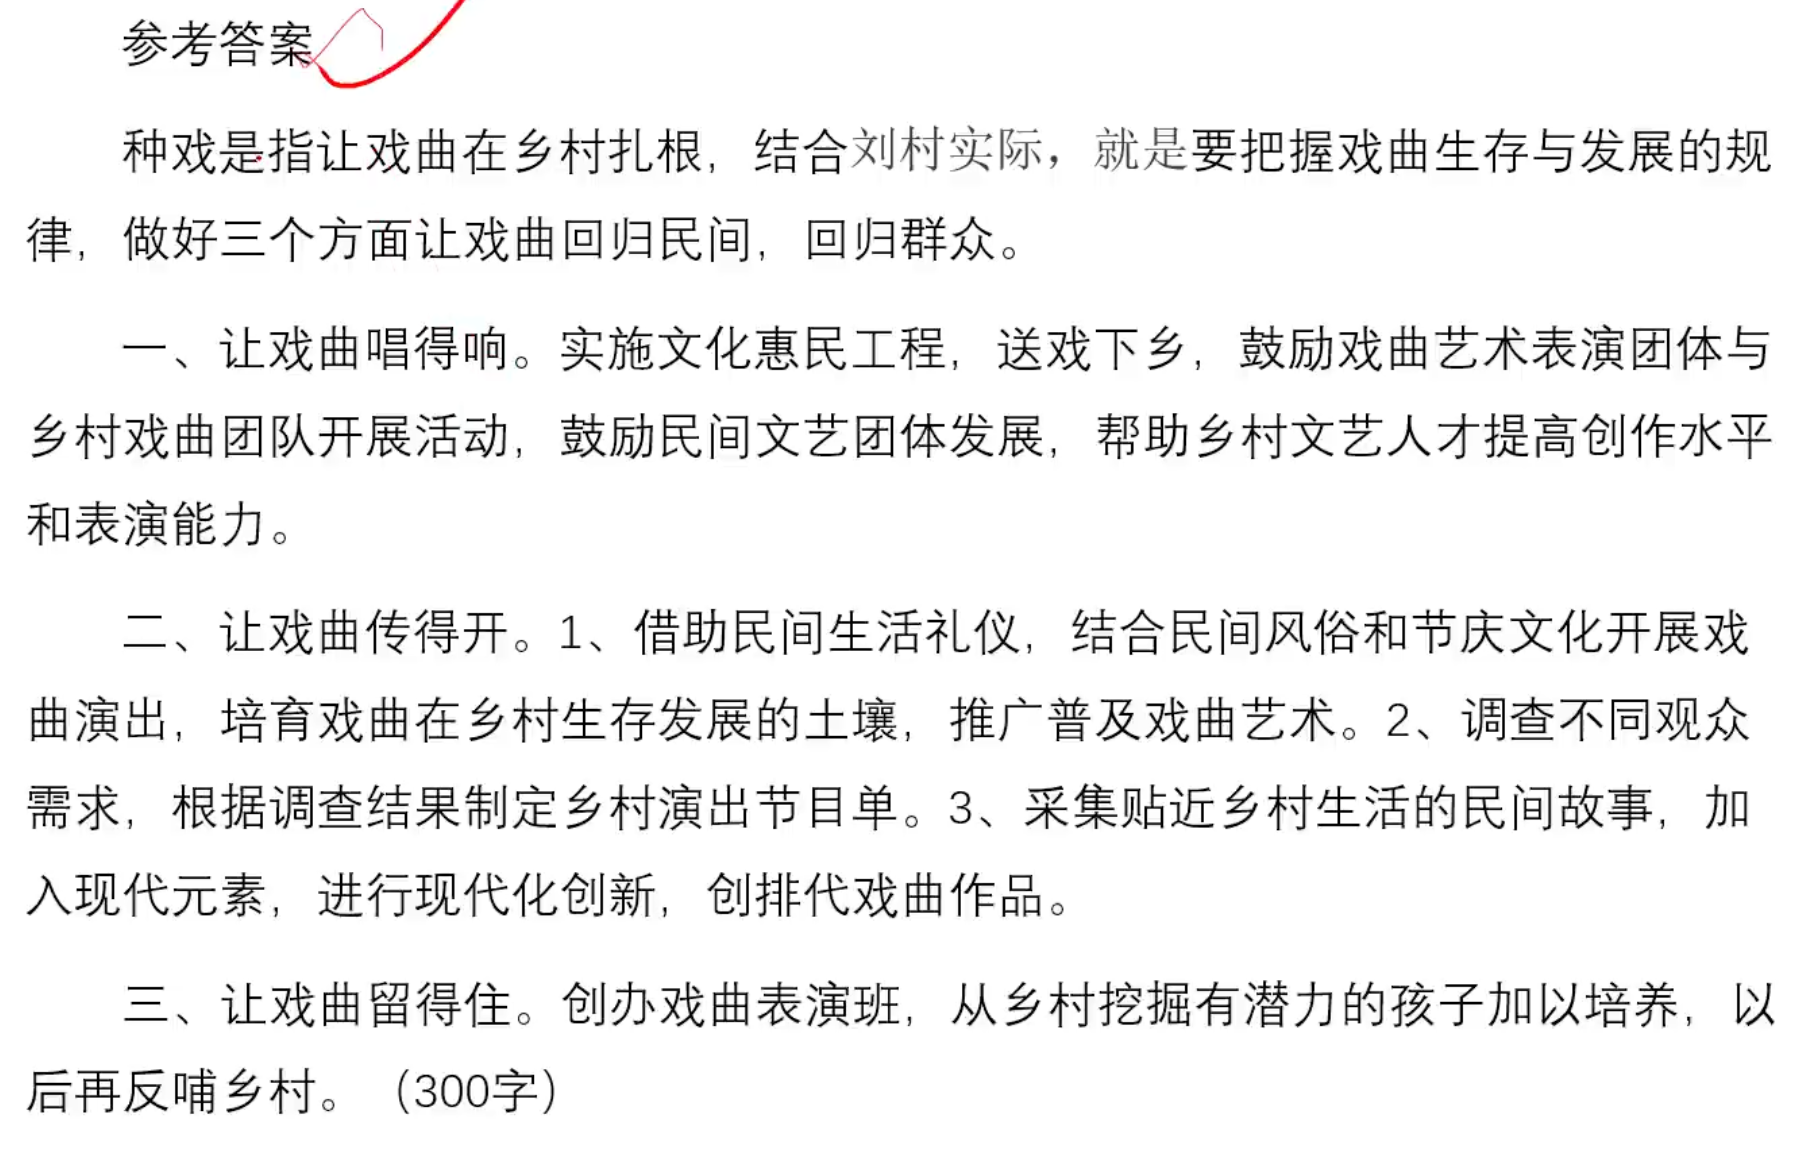 参考答案
种戏是指让戏曲在乡村扎根，结合刘村实际，就是要把握戏曲生存与发展的规
律，做好三个方面让戏曲回归民间，回归群众。
一、让戏曲唱得响。实施文化惠民工程，送戏下乡，鼓励戏曲艺术表演团体与
乡村戏曲团队开展活动，鼓励民间文艺团体发展，帮助乡村文艺人才提高创作水平
和表演能力。
二、让戏曲传得开。1、借助民间生活礼仪，结合民间风俗和节庆文化开展戏
曲演出，培育戏曲在乡村生存发展的土壤，推广普及戏曲艺术。2、调查不同观众
需求，根据调查结果制定乡村演出节目单。3、采集贴近乡村生活的民间故事，加
入现代元素，进行现代化创新，创排代戏曲作品。
三、让戏曲留得住。创办戏曲表演班，从乡村挖掘有潜力的孩子加以培养，以
后再反哺乡村。（300字）